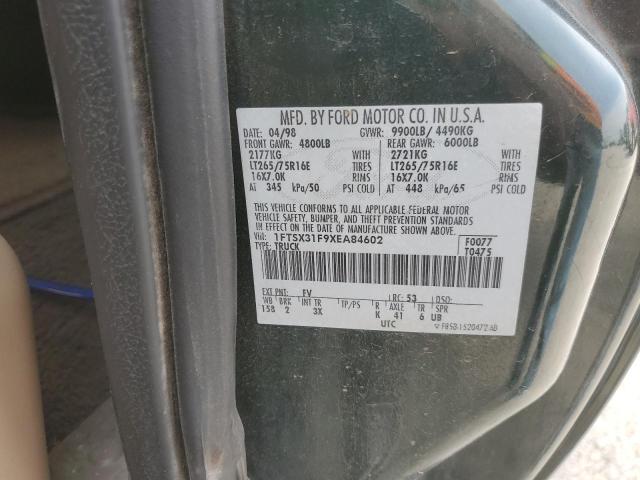 MFD. BY FORD MOTOR CO. IN U.S.A.
DATE: 04/98 GVWR: 9900LB/ 4490KG
FRONT GAWR: 4800LB REAR GAWR: 6000LB
2177KG WITH 2721KG WITH
LT265/75R16E TIRES LT265/75R16E TIRES
16X7.0K RIMS 16X7.0K RIMS
AT 345 kPa/50 PSI COLD AT 448 kPa/65 PSI COLD
THIS VEHICLE CONFORMS TO ALL APPLICABLE FEDERAL MOTOR
VEHICLE SAFETY, BUMPER, AND THEFT PREVENTION STANDARDS
IN EFFECT ON THE DATE OF MANUFACTURE SHOWN ABOVE.
VIN: 1FTSX31F9XEA84602 F0077
TYPE: TRUCK T0475
EXT PNT: FV RC: 53 DSO:
WB BRK INT TR TP/PS R AXLE TR SPR
158 2 3X K 41 6 UB
UTC F85B-1520472-AB